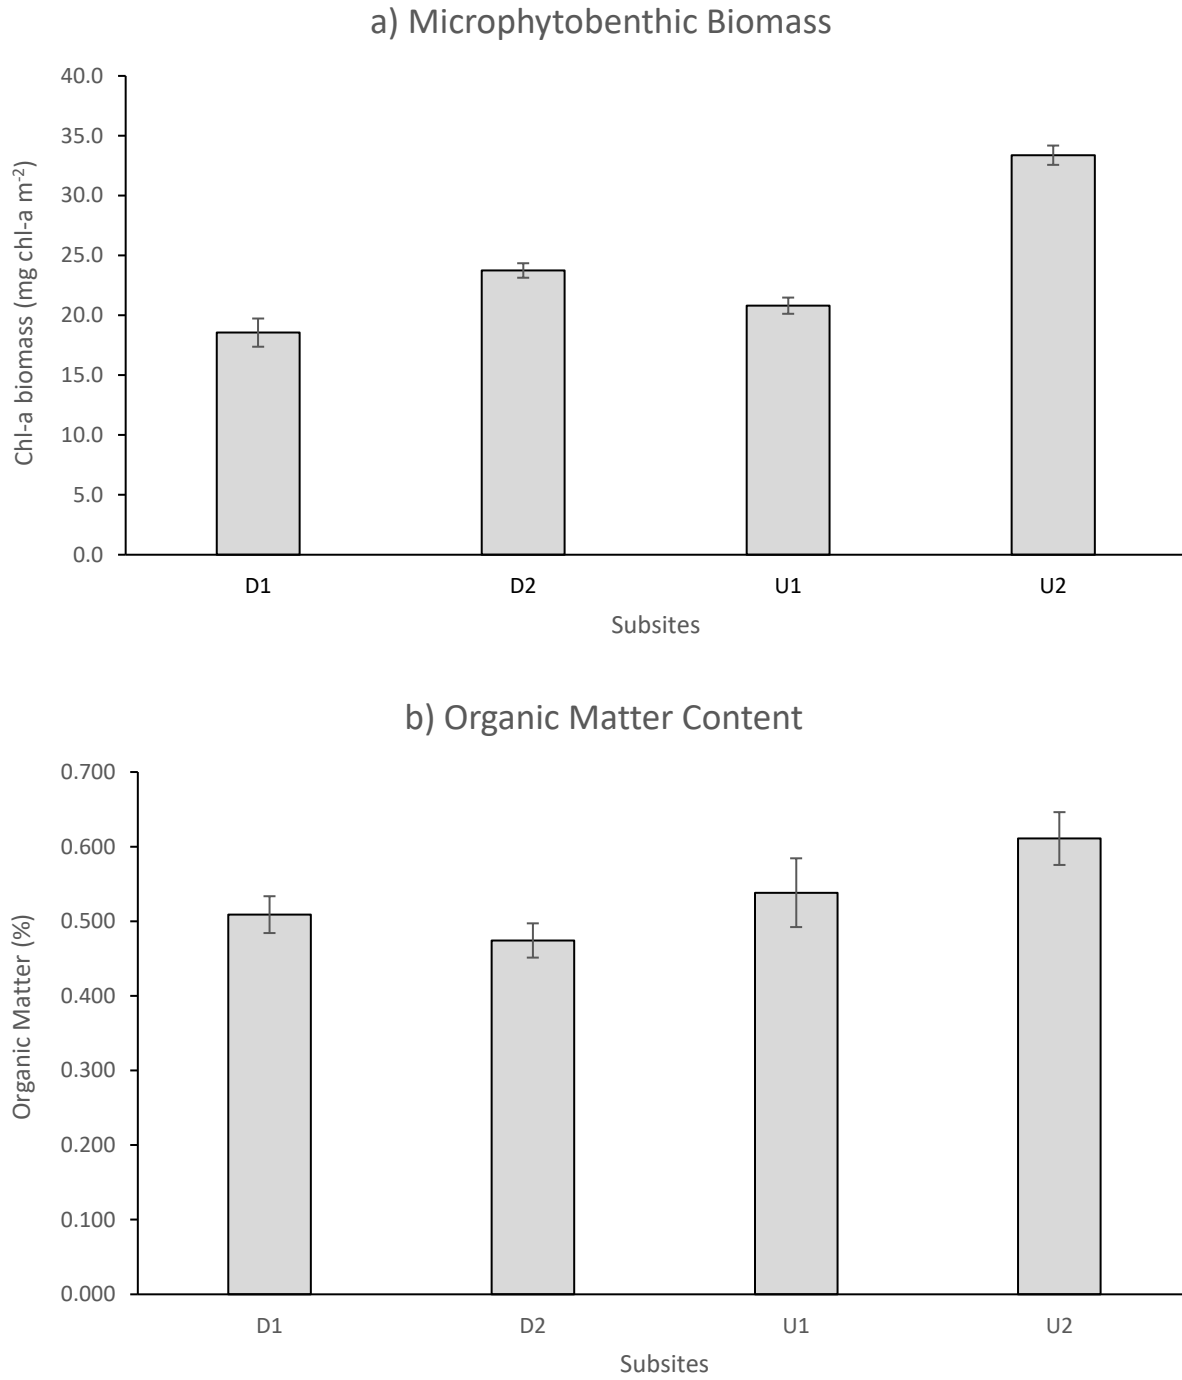 a) Microphytobenthic Biomass
40.0
35.0
30.0
25.0
20.0
15.0
10.0
5.0
0.0
Chl-a biomass (mg chl-a m⁻²)
D1 D2 U1 U2
Subsites
b) Organic Matter Content
0.700
0.600
0.500
0.400
0.300
0.200
0.100
0.000
Organic Matter (%)
D1 D2 U1 U2
Subsites